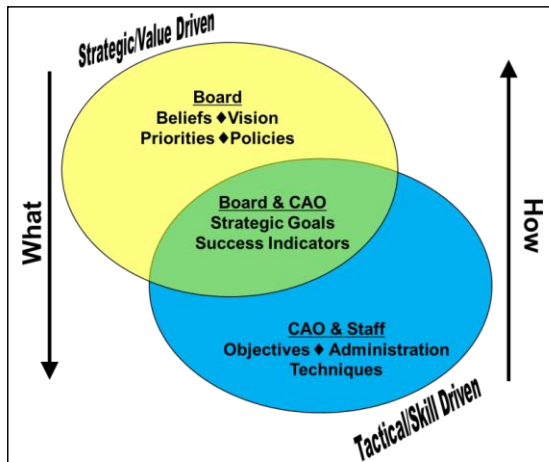 Strategic/Value Driven
Board
Beliefs ♦Vision
Priorities ♦Policies
What
Board & CAO
Strategic Goals
Success Indicators
How
CAO & Staff
Objectives ♦ Administration
Techniques
Tactical/Skill Driven